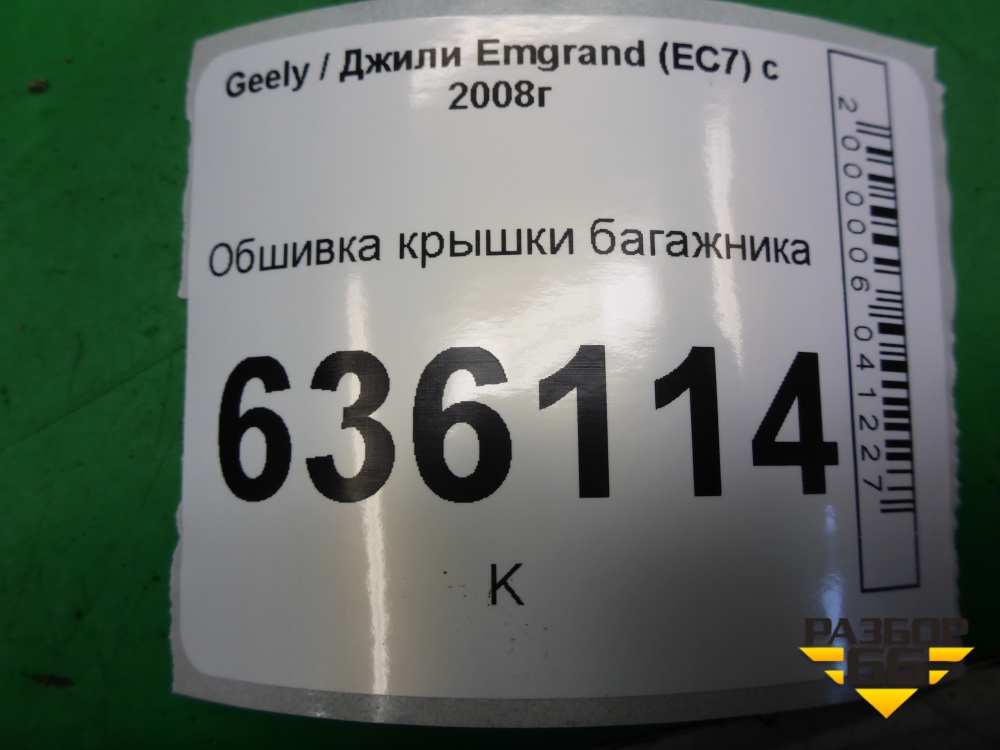 Geely / Джили Emgrand (EC7) с
2008г
Обшивка крышки багажника
636114
К
2000006041227
РАЗБОР
66